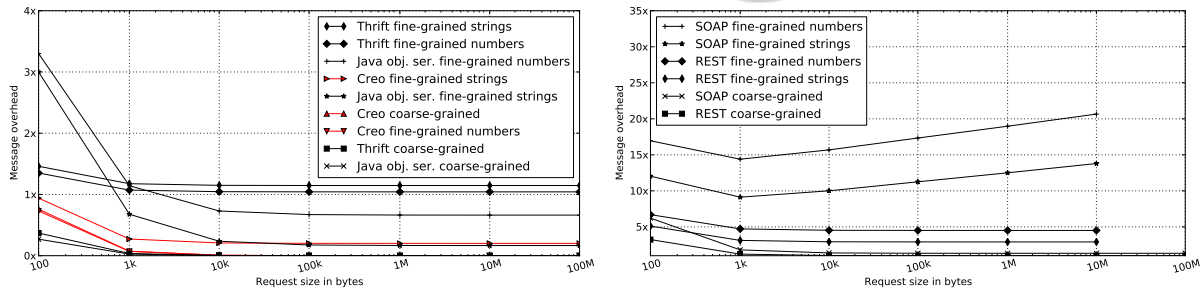 4x
3x
2x
1x
0x
Message overhead
Thrift fine-grained strings
Thrift fine-grained numbers
Java obj. ser. fine-grained numbers
Creo fine-grained strings
Java obj. ser. fine-grained strings
Creo coarse-grained
Creo fine-grained numbers
Thrift coarse-grained
Java obj. ser. coarse-grained
100 1k 10k 100k 1M 10M 100M
Request size in bytes
35x
30x
25x
20x
15x
10x
5x
0x
Message overhead
SOAP fine-grained numbers
SOAP fine-grained strings
REST fine-grained numbers
REST fine-grained strings
SOAP coarse-grained
REST coarse-grained
100 1k 10k 100k 1M 10M 100M
Request size in bytes